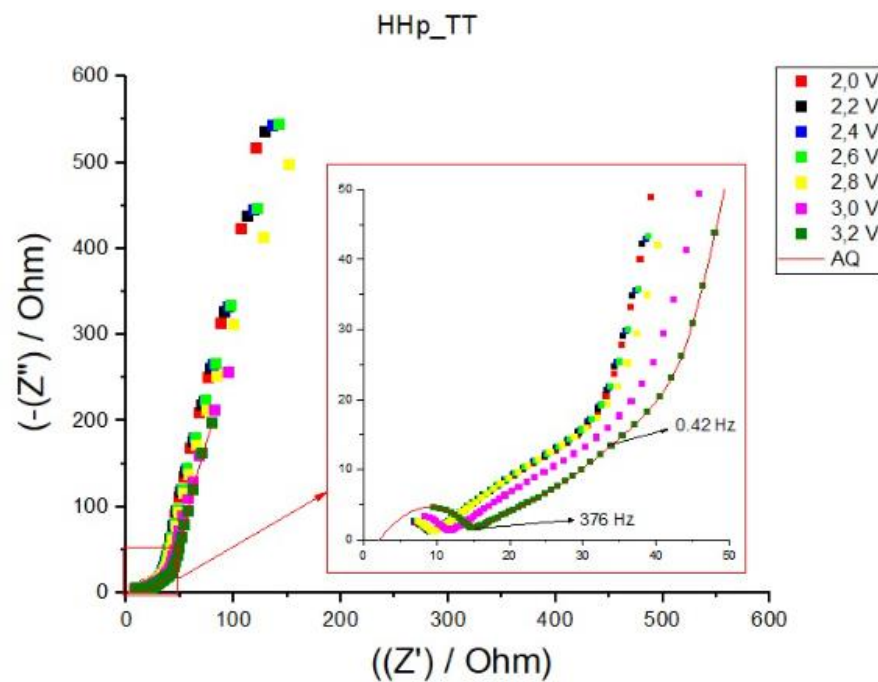 HHp_TT
600
500
400
300
200
100
0
(-(Z") / Ohm)
0 100 200 300 400 500 600
((Z') / Ohm)
2,0 V
2,2 V
2,4 V
2,6 V
2,8 V
3,0 V
3,2 V
AQ
50
40
30
20
10
0
0 10 20 30 40 50
0.42 Hz
376 Hz